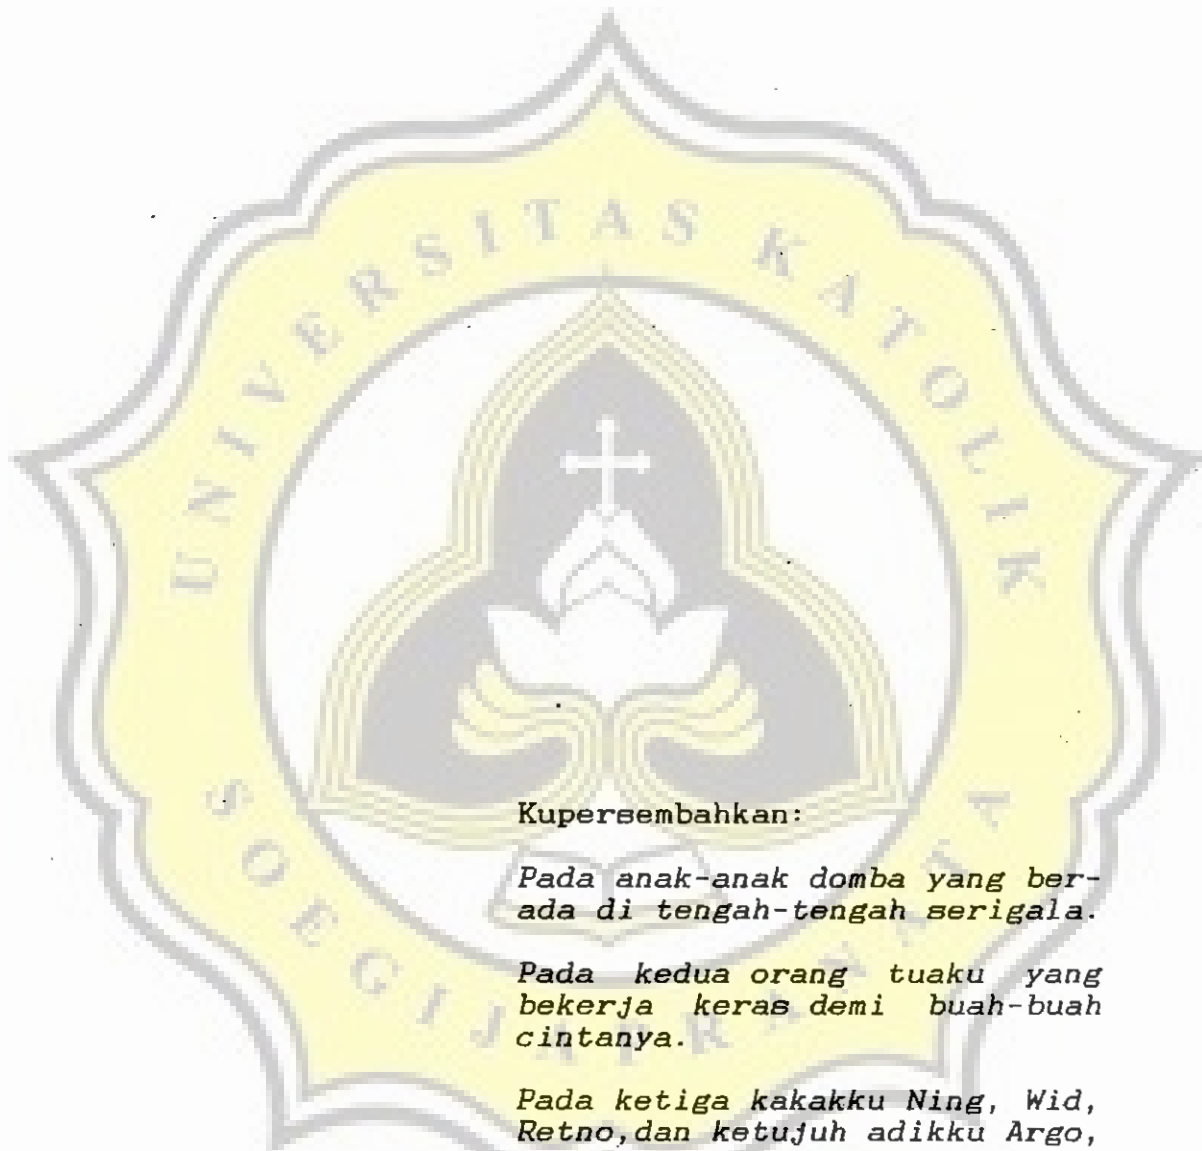 UNIVERSITAS KATOLIK
SOEGIJAPRANATA
Kupersembahkan:
Pada anak-anak domba yang ber-
ada di tengah-tengah serigala.
Pada kedua orang tuaku yang
bekerja keras demi buah-buah
cintanya.
Pada ketiga kakakku Ning, Wid,
Retno,dan ketujuh adikku Argo,